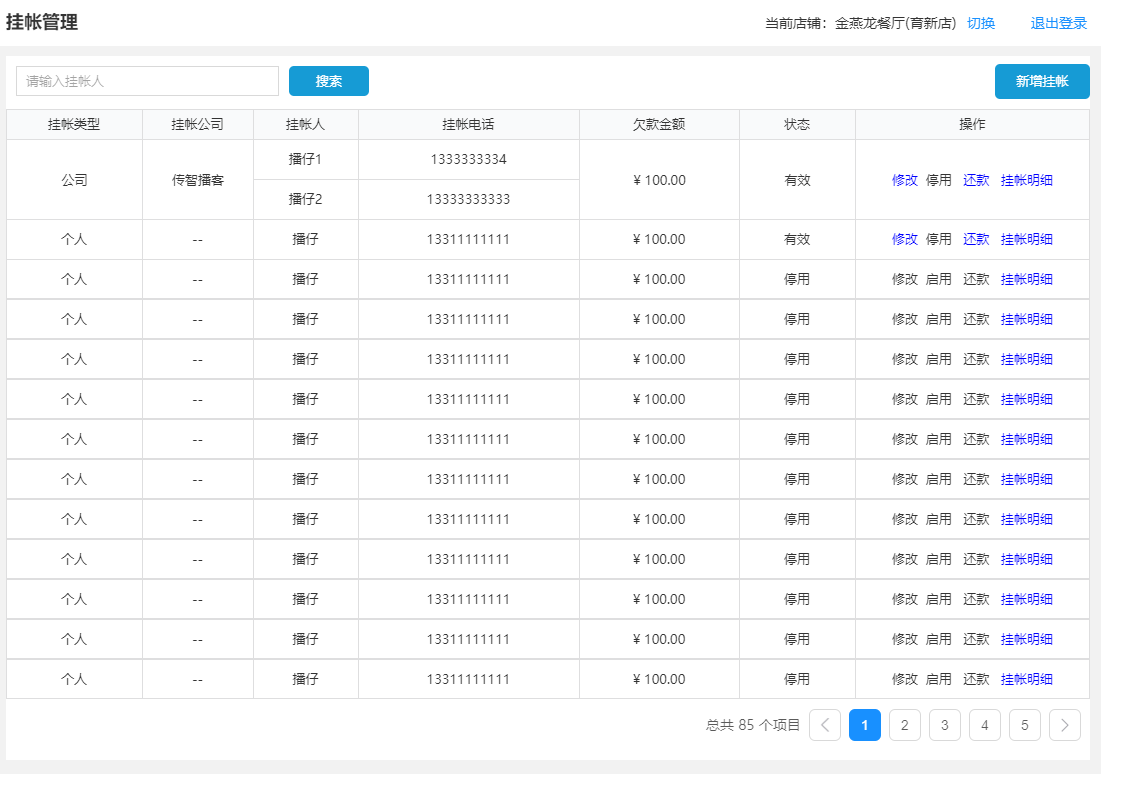 挂帐管理 当前店铺: 金燕龙餐厅(育新店) 切换 退出登录
请输入挂帐人 搜索 新增挂帐
挂帐类型 挂帐公司 挂帐人 挂帐电话 欠款金额 状态 操作
播仔1 1333333334
公司 传智播客 ¥ 100.00 有效 修改 停用 还款 挂帐明细
播仔2 13333333333
个人 -- 播仔 13311111111 ¥ 100.00 有效 修改 停用 还款 挂帐明细
个人 -- 播仔 13311111111 ¥ 100.00 停用 修改 启用 还款 挂帐明细
个人 -- 播仔 13311111111 ¥ 100.00 停用 修改 启用 还款 挂帐明细
个人 -- 播仔 13311111111 ¥ 100.00 停用 修改 启用 还款 挂帐明细
个人 -- 播仔 13311111111 ¥ 100.00 停用 修改 启用 还款 挂帐明细
个人 -- 播仔 13311111111 ¥ 100.00 停用 修改 启用 还款 挂帐明细
个人 -- 播仔 13311111111 ¥ 100.00 停用 修改 启用 还款 挂帐明细
个人 -- 播仔 13311111111 ¥ 100.00 停用 修改 启用 还款 挂帐明细
个人 -- 播仔 13311111111 ¥ 100.00 停用 修改 启用 还款 挂帐明细
个人 -- 播仔 13311111111 ¥ 100.00 停用 修改 启用 还款 挂帐明细
个人 -- 播仔 13311111111 ¥ 100.00 停用 修改 启用 还款 挂帐明细
个人 -- 播仔 13311111111 ¥ 100.00 停用 修改 启用 还款 挂帐明细
总共 85 个项目 1 2 3 4 5